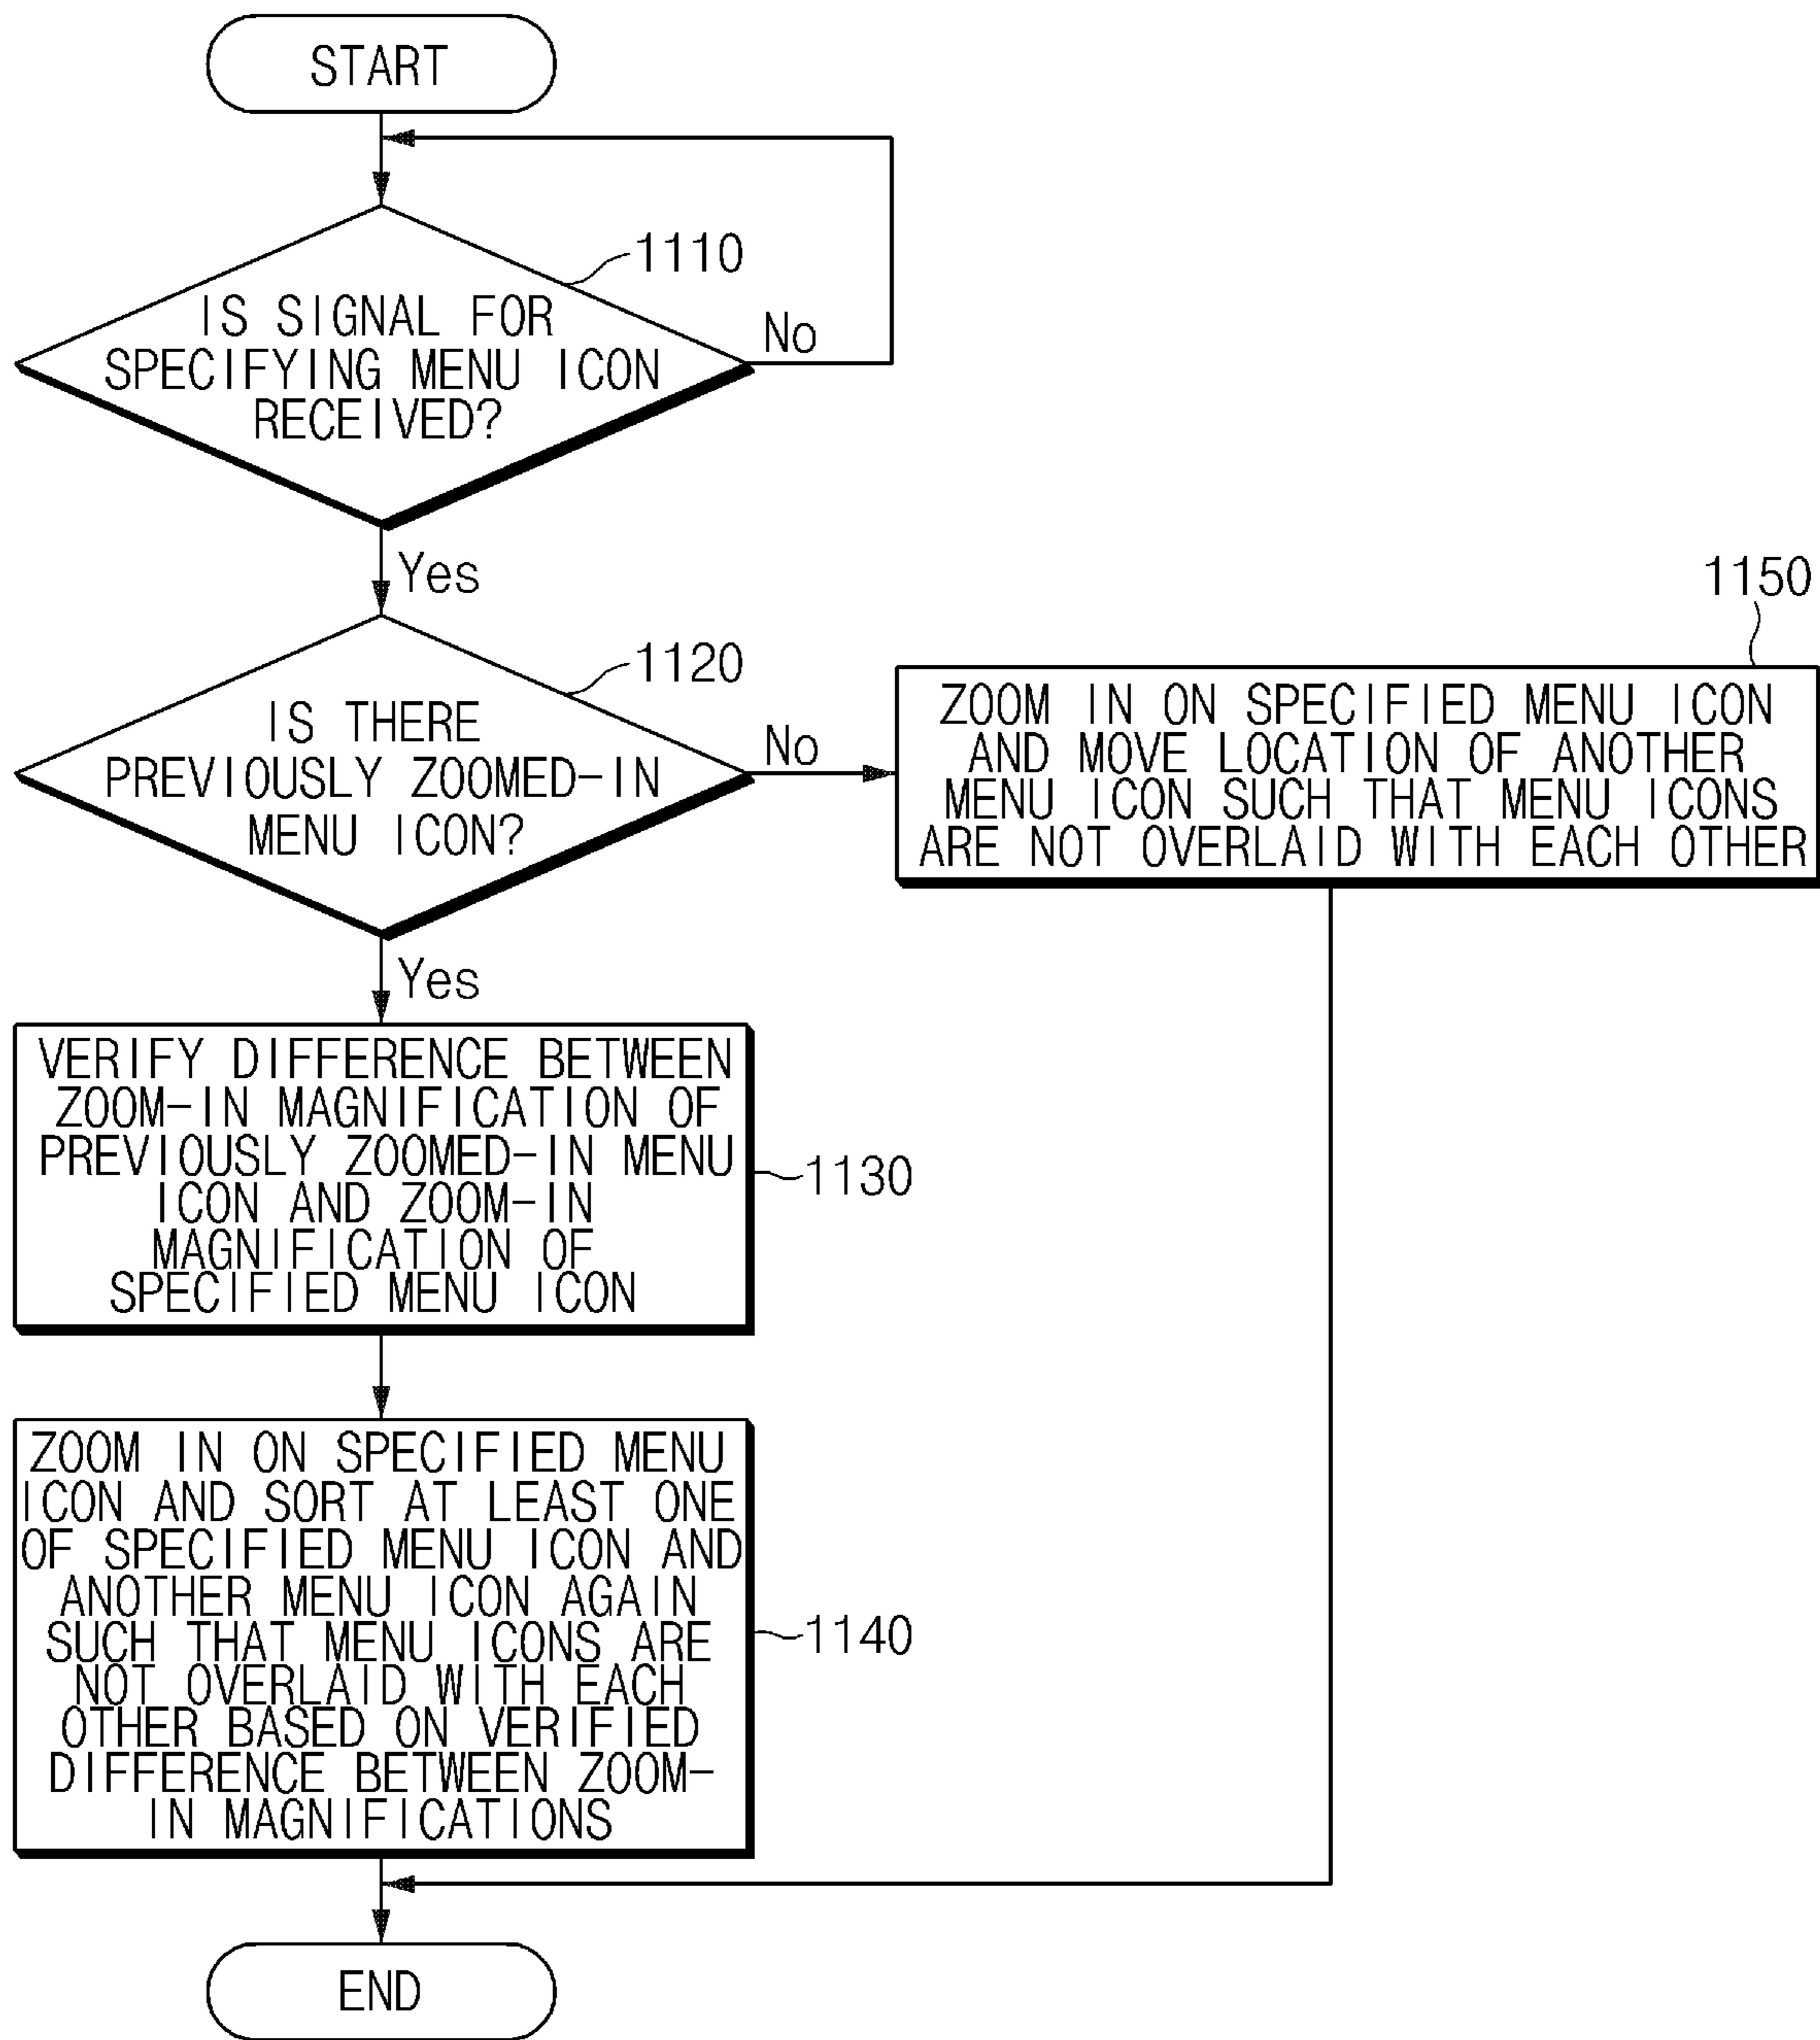 START
1110
IS SIGNAL FOR
SPECIFYING MENU ICON
RECEIVED?
No
Yes
1120
IS THERE
PREVIOUSLY ZOOMED-IN
MENU ICON?
No
1150
ZOOM IN ON SPECIFIED MENU ICON
AND MOVE LOCATION OF ANOTHER
MENU ICON SUCH THAT MENU ICONS
ARE NOT OVERLAID WITH EACH OTHER
Yes
VERIFY DIFFERENCE BETWEEN
ZOOM-IN MAGNIFICATION OF
PREVIOUSLY ZOOMED-IN MENU
ICON AND ZOOM-IN
MAGNIFICATION OF
SPECIFIED MENU ICON
1130
ZOOM IN ON SPECIFIED MENU
ICON AND SORT AT LEAST ONE
OF SPECIFIED MENU ICON AND
ANOTHER MENU ICON AGAIN
SUCH THAT MENU ICONS ARE
NOT OVERLAID WITH EACH
OTHER BASED ON VERIFIED
DIFFERENCE BETWEEN ZOOM-
IN MAGNIFICATIONS
1140
END